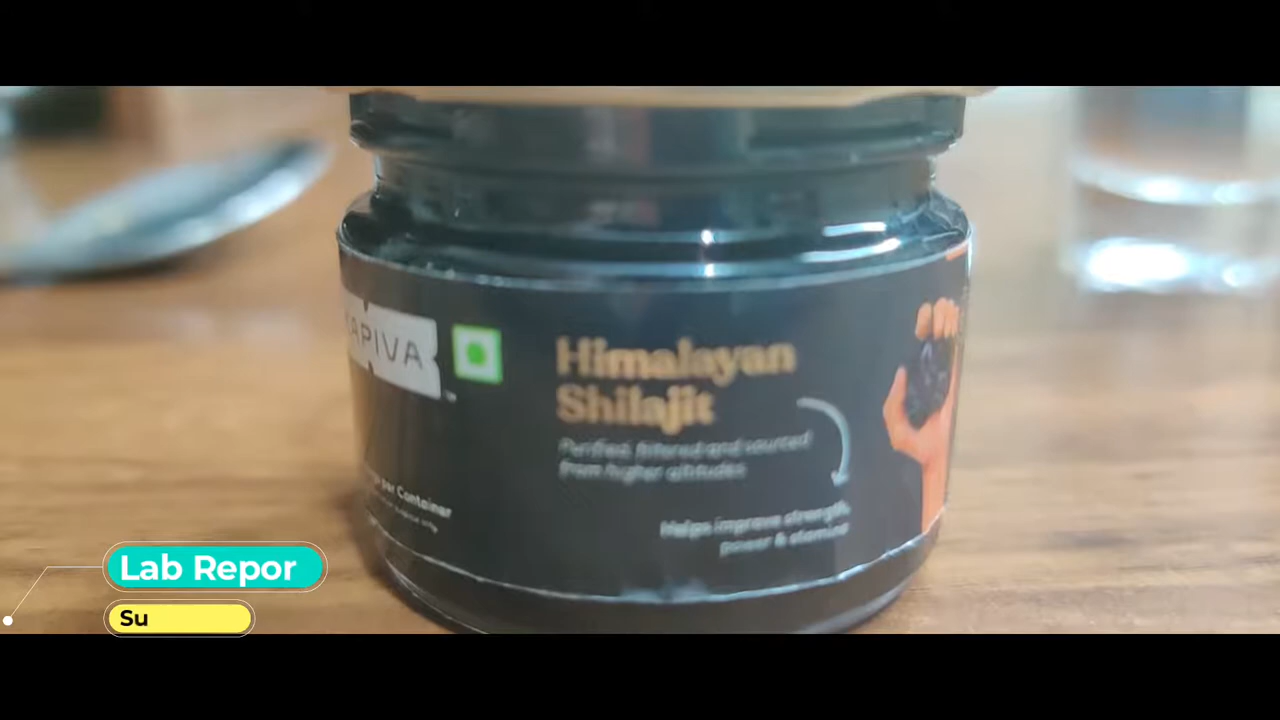 APIVA
Himalayan
Shilajit
Purified, filtered and sourced
from higher altitudes
per Container
Helps improve strength,
power & stamina
Lab Repor
Su